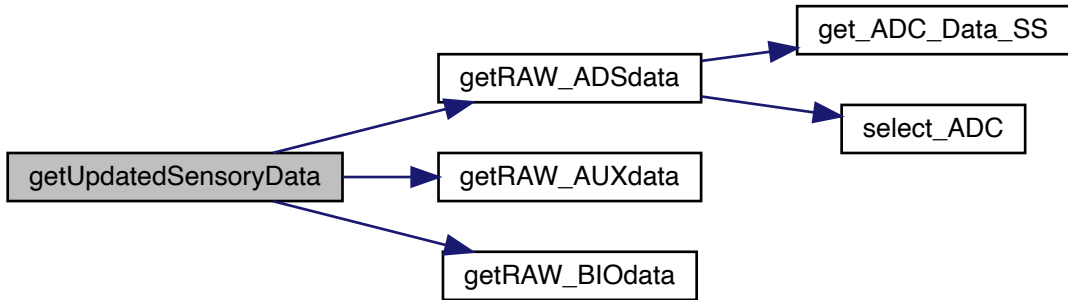 getUpdatedSensoryData
getRAW_ADSdata
getRAW_AUXdata
getRAW_BIOdata
get_ADC_Data_SS
select_ADC